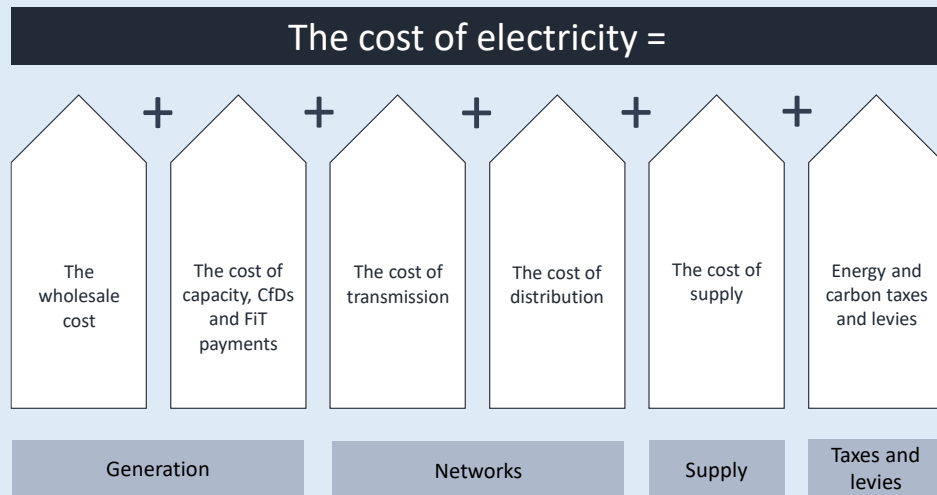 The cost of electricity =
+ + + + +
The
wholesale
cost
The cost of
capacity, CfDs
and FiT
payments
The cost of
transmission
The cost of
distribution
The cost of
supply
Energy and
carbon taxes
and levies
Generation
Networks
Supply
Taxes and
levies